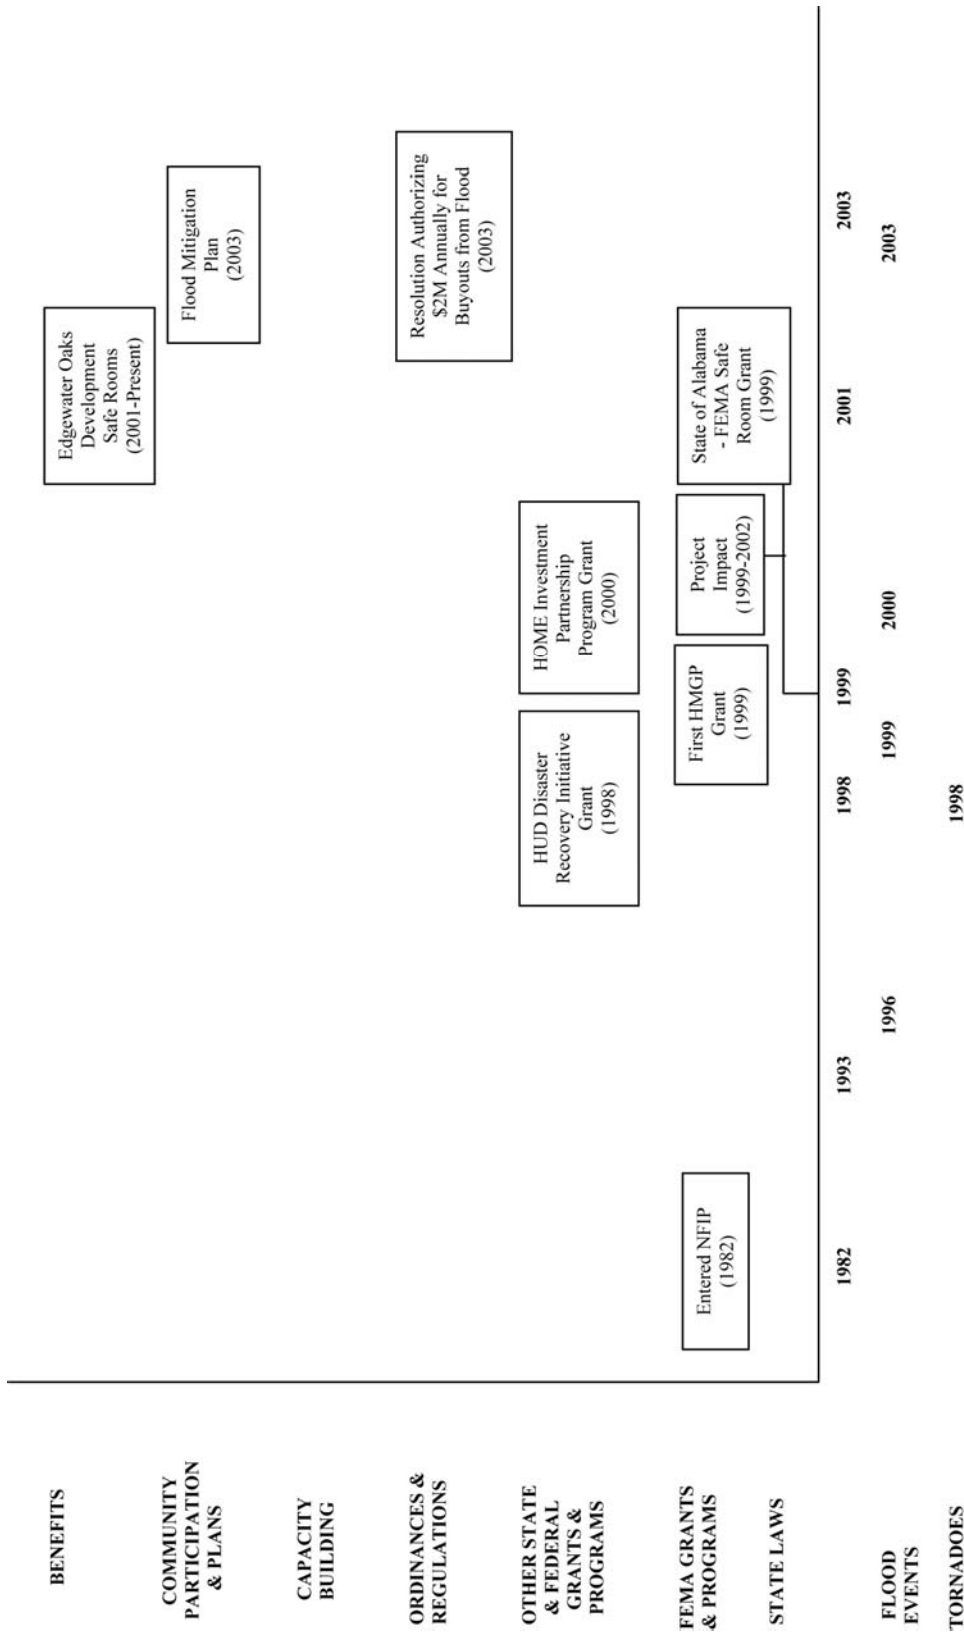 BENEFITS
Edgewater Oaks
Development
Safe Rooms
(2001-Present)
COMMUNITY
PARTICIPATION
& PLANS
Flood Mitigation
Plan
(2003)
CAPACITY
BUILDING
ORDINANCES &
REGULATIONS
Resolution Authorizing
$2M Annually for
Buyouts from Flood
(2003)
OTHER STATE
& FEDERAL
GRANTS &
PROGRAMS
HUD Disaster
Recovery Initiative
Grant
(1998)
HOME Investment
Partnership
Program Grant
(2000)
FEMA GRANTS
& PROGRAMS
Entered NFIP
(1982)
First HMGP
Grant
(1999)
Project
Impact
(1999-2002)
State of Alabama
- FEMA Safe
Room Grant
(1999)
STATE LAWS
1982 1993 1998 1999 2000 2001 2003
FLOOD
EVENTS
1996 1999 2003
TORNADOES
1998